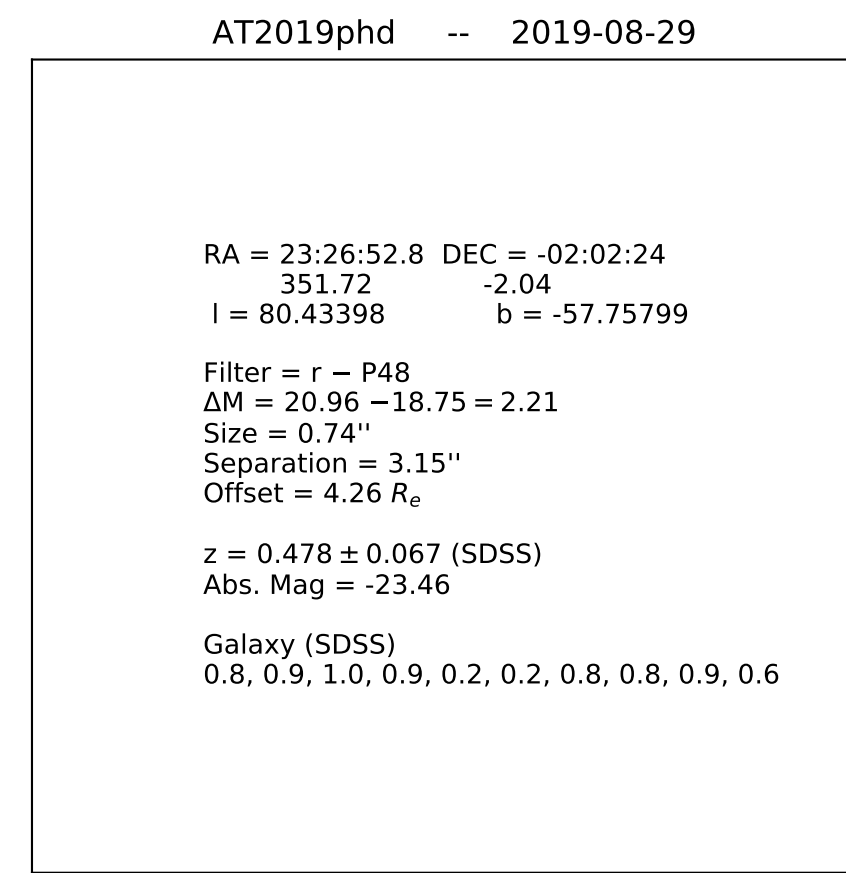 AT2019phd -- 2019-08-29
RA = 23:26:52.8 DEC = -02:02:24
351.72 -2.04
l = 80.43398 b = -57.75799
Filter = r − P48
ΔM = 20.96 −18.75 = 2.21
Size = 0.74''
Separation = 3.15''
Offset = 4.26 Rₑ
z = 0.478 ± 0.067 (SDSS)
Abs. Mag = -23.46
Galaxy (SDSS)
0.8, 0.9, 1.0, 0.9, 0.2, 0.2, 0.8, 0.8, 0.9, 0.6